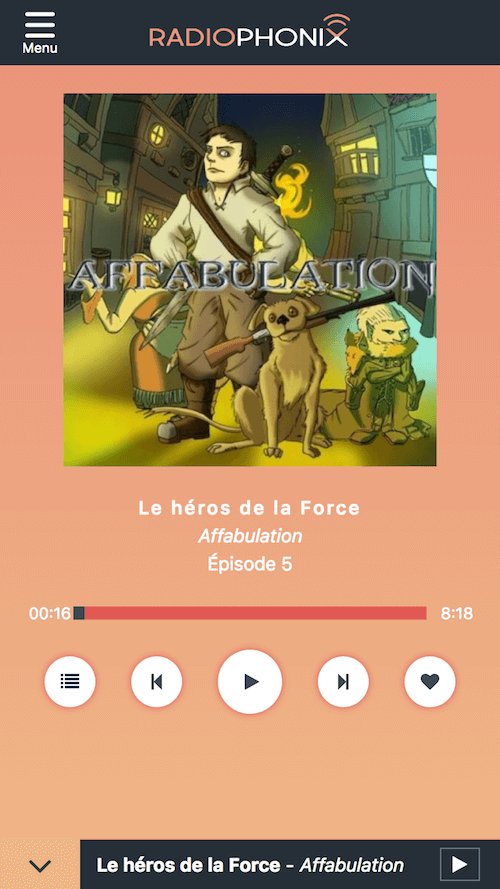 Menu
RADIOPHONIX
AFFABULATION
Le héros de la Force
Affabulation
Épisode 5
00:16
8:18
Le héros de la Force - Affabulation